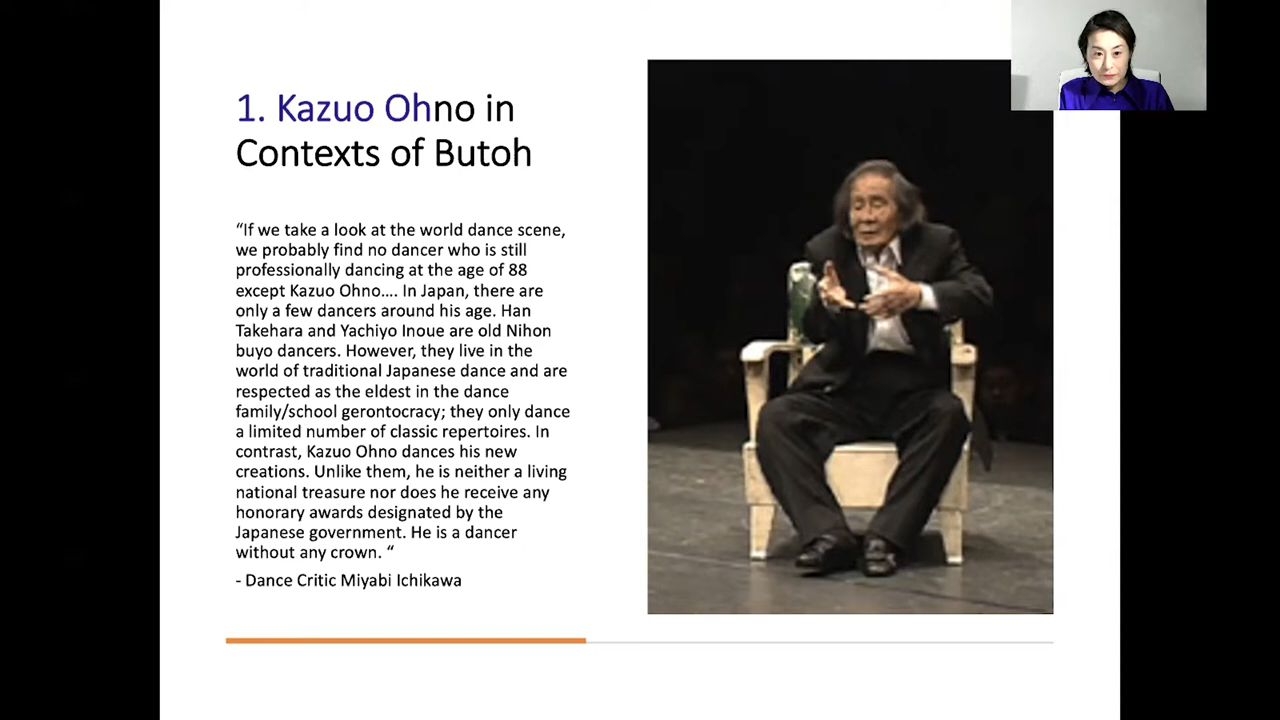 1. Kazuo Ohno in
Contexts of Butoh
“If we take a look at the world dance scene,
we probably find no dancer who is still
professionally dancing at the age of 88
except Kazuo Ohno…. In Japan, there are
only a few dancers around his age. Han
Takehara and Yachiyo Inoue are old Nihon
buyo dancers. However, they live in the
world of traditional Japanese dance and are
respected as the eldest in the dance
family/school gerontocracy; they only dance
a limited number of classic repertoires. In
contrast, Kazuo Ohno dances his new
creations. Unlike them, he is neither a living
national treasure nor does he receive any
honorary awards designated by the
Japanese government. He is a dancer
without any crown. “
- Dance Critic Miyabi Ichikawa